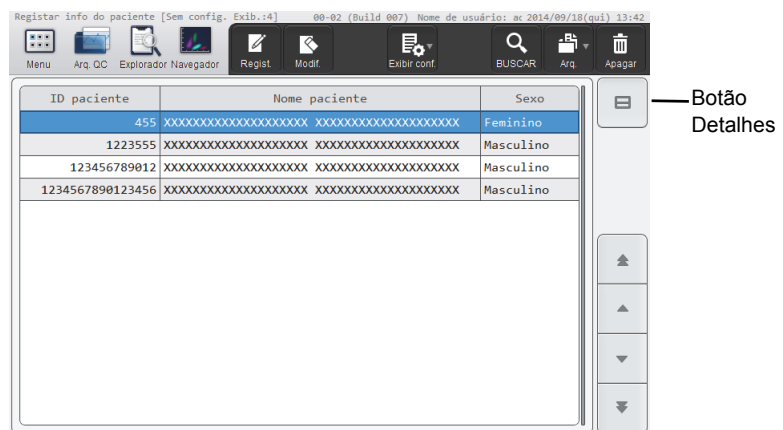 Registar info do paciente [Sem config. Exib.:4] 00-02 (Build 007) Nome de usuário: ac 2014/09/18(qui) 13:42
Menu Arq. QC Explorador Navegador Regist. Modif. Exibir conf. BUSCAR Arq. Apagar
ID paciente Nome paciente Sexo
455 XXXXXXXXXXXXXXXXXXXX XXXXXXXXXXXXXXXXXXXX Feminino
1223555 XXXXXXXXXXXXXXXXXXXX XXXXXXXXXXXXXXXXXXXX Masculino
123456789012 XXXXXXXXXXXXXXXXXXXX XXXXXXXXXXXXXXXXXXXX Masculino
1234567890123456 XXXXXXXXXXXXXXXXXXXX XXXXXXXXXXXXXXXXXXXX Masculino
Botão
Detalhes